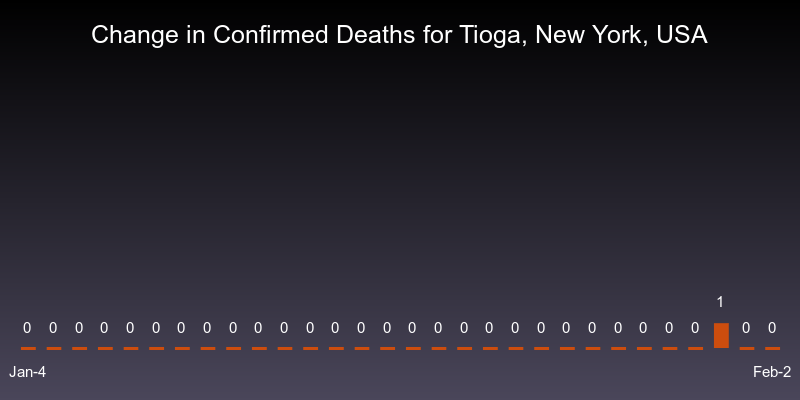 Change in Confirmed Deaths for Tioga, New York, USA
1
0 0 0 0 0 0 0 0 0 0 0 0 0 0 0 0 0 0 0 0 0 0 0 0 0 0 0 0 0
Jan-4 Feb-2